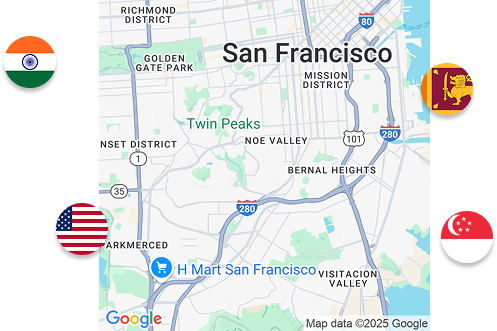 RICHMOND
DISTRICT
80
GOLDEN
GATE PARK
San Francisco
MISSION
DISTRICT
Twin Peaks
NSET DISTRICT
NOE VALLEY
101
280
1
BERNAL HEIGHTS
35
280
ARKMERCED
H Mart San Francisco
VISITACION
VALLEY
Google
Map data ©2025 Google